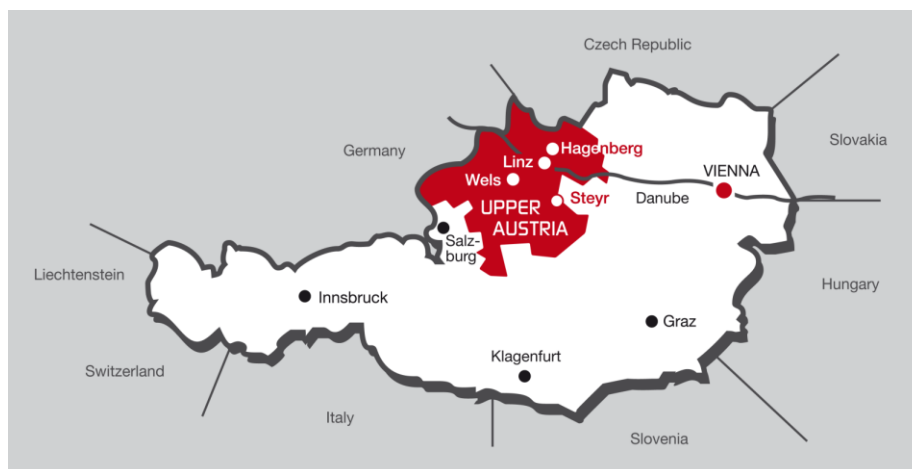 Czech Republic
Germany
Slovakia
Hagenberg
Linz
Wels
VIENNA
Steyr
Danube
UPPER
AUSTRIA
Salz-
burg
Liechtenstein
Innsbruck
Hungary
Graz
Klagenfurt
Switzerland
Italy
Slovenia